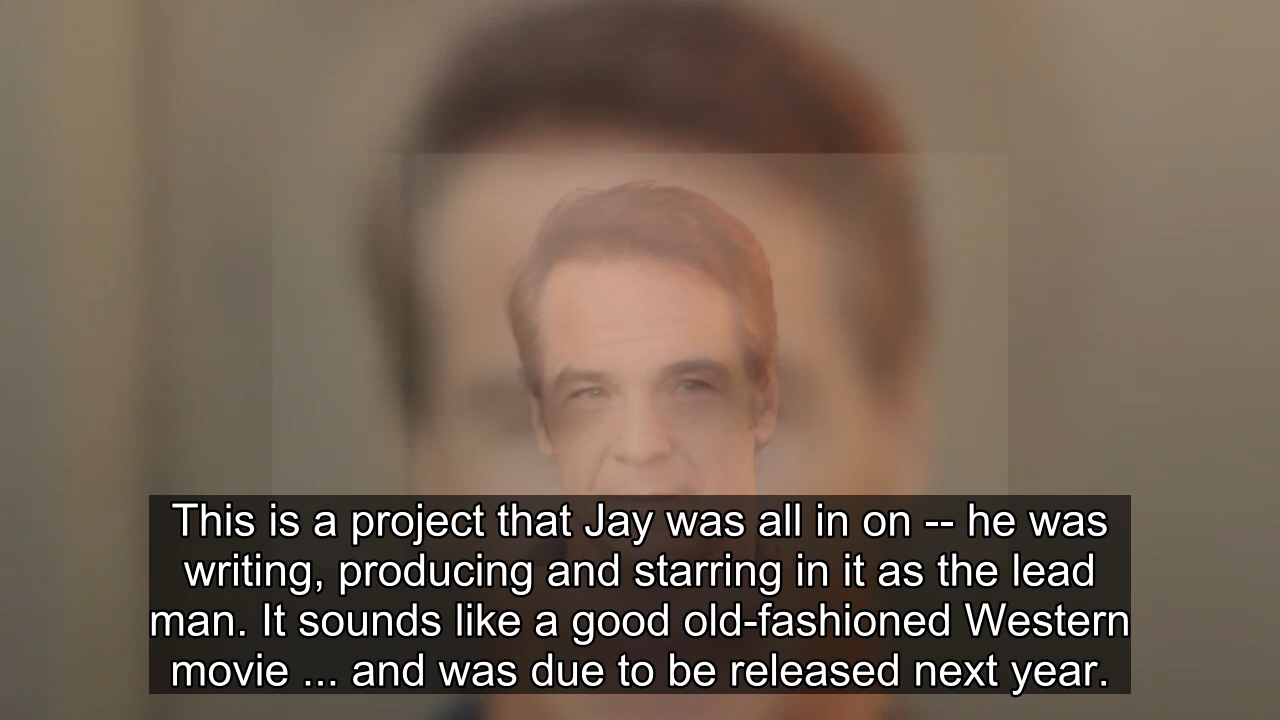 This is a project that Jay was all in on -- he was
writing, producing and starring in it as the lead
man. It sounds like a good old-fashioned Western
movie ... and was due to be released next year.